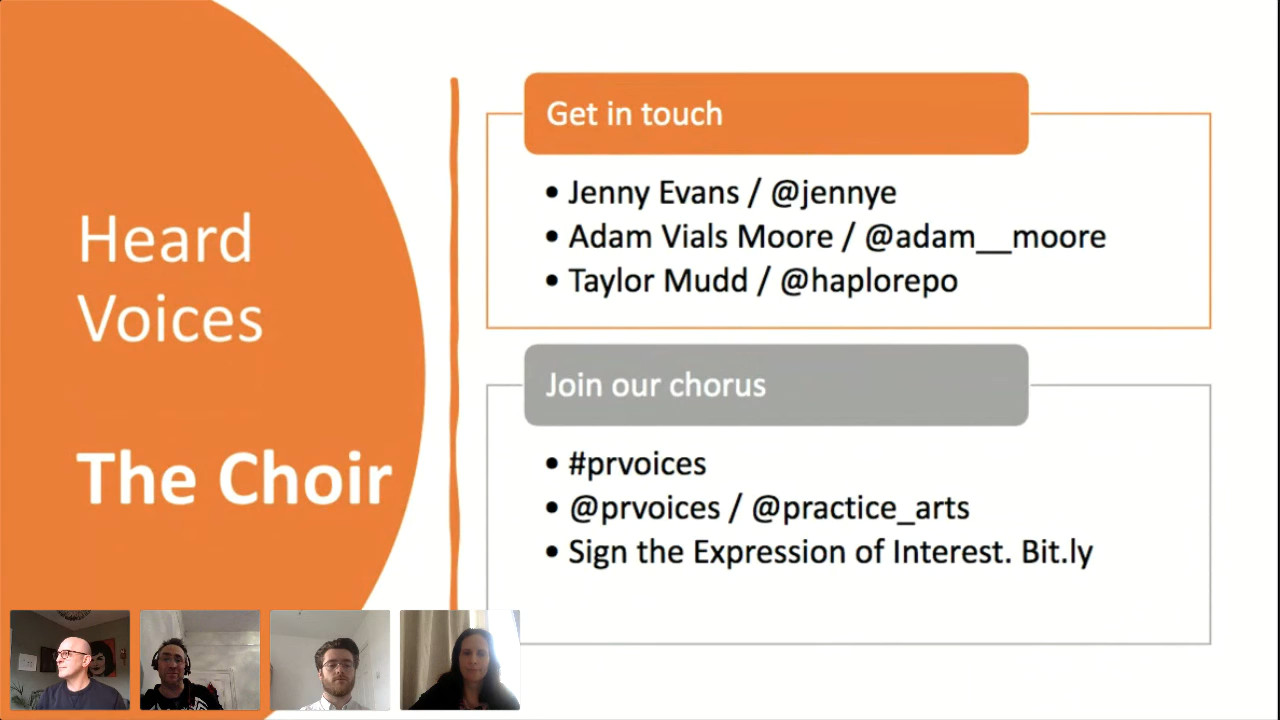 Heard
Voices
The Choir
Get in touch
• Jenny Evans / @jennye
• Adam Vials Moore / @adam__moore
• Taylor Mudd / @haplorepo
Join our chorus
• #prvoices
• @prvoices / @practice_arts
• Sign the Expression of Interest. Bit.ly